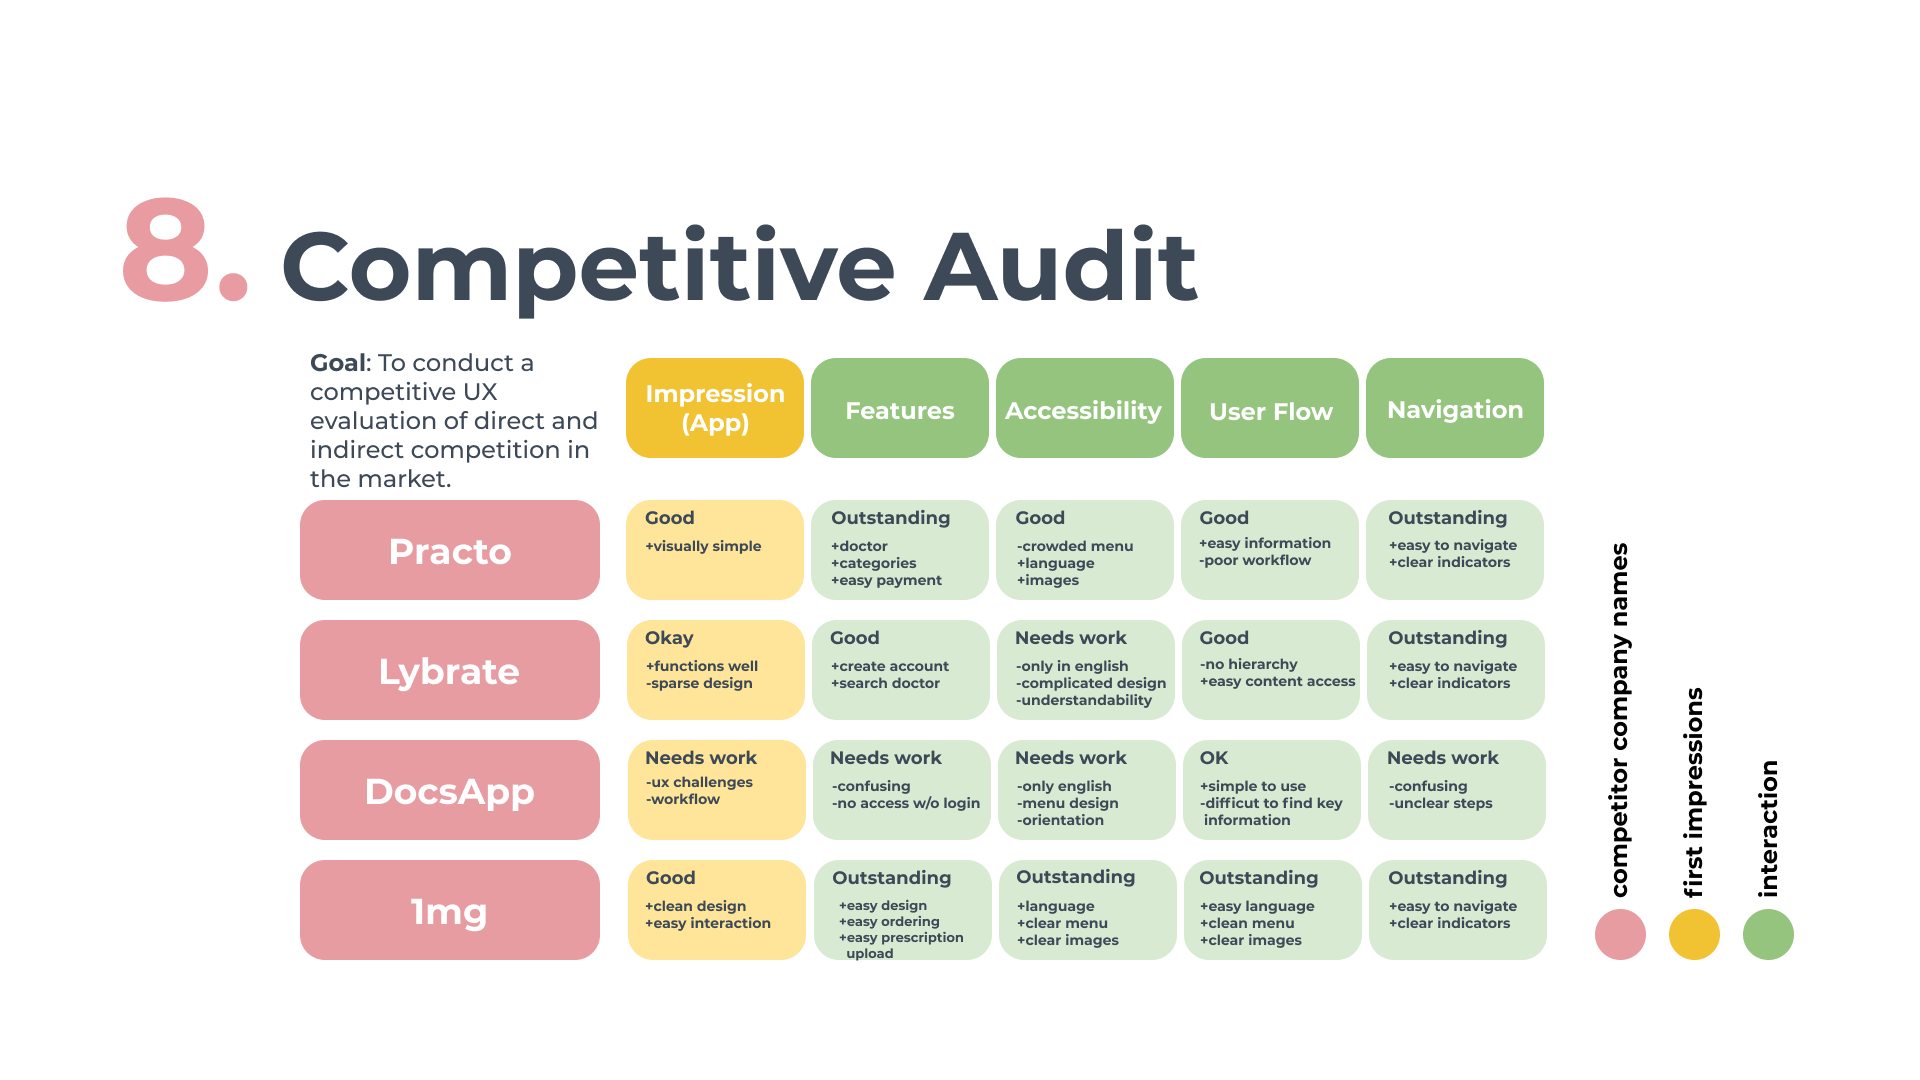 8. Competitive Audit
Goal: To conduct a
competitive UX
evaluation of direct and
indirect competition in
the market.
Impression
(App)
Features
Accessibility
User Flow
Navigation
Practo
Good
+visually simple
Outstanding
+doctor
+categories
+easy payment
Good
-crowded menu
+language
+images
Good
+easy information
-poor workflow
Outstanding
+easy to navigate
+clear indicators
Lybrate
Okay
+functions well
-sparse design
Good
+create account
+search doctor
Needs work
-only in english
-complicated design
-understandability
Good
-no hierarchy
+easy content access
Outstanding
+easy to navigate
+clear indicators
DocsApp
Needs work
-ux challenges
-workflow
Needs work
-confusing
-no access w/o login
Needs work
-only english
-menu design
-orientation
OK
+simple to use
-difficut to find key
information
Needs work
-confusing
-unclear steps
1mg
Good
+clean design
+easy interaction
Outstanding
+easy design
+easy ordering
+easy prescription
upload
Outstanding
+language
+clear menu
+clear images
Outstanding
+easy language
+clean menu
+clear images
Outstanding
+easy to navigate
+clear indicators
competitor company names
first impressions
interaction